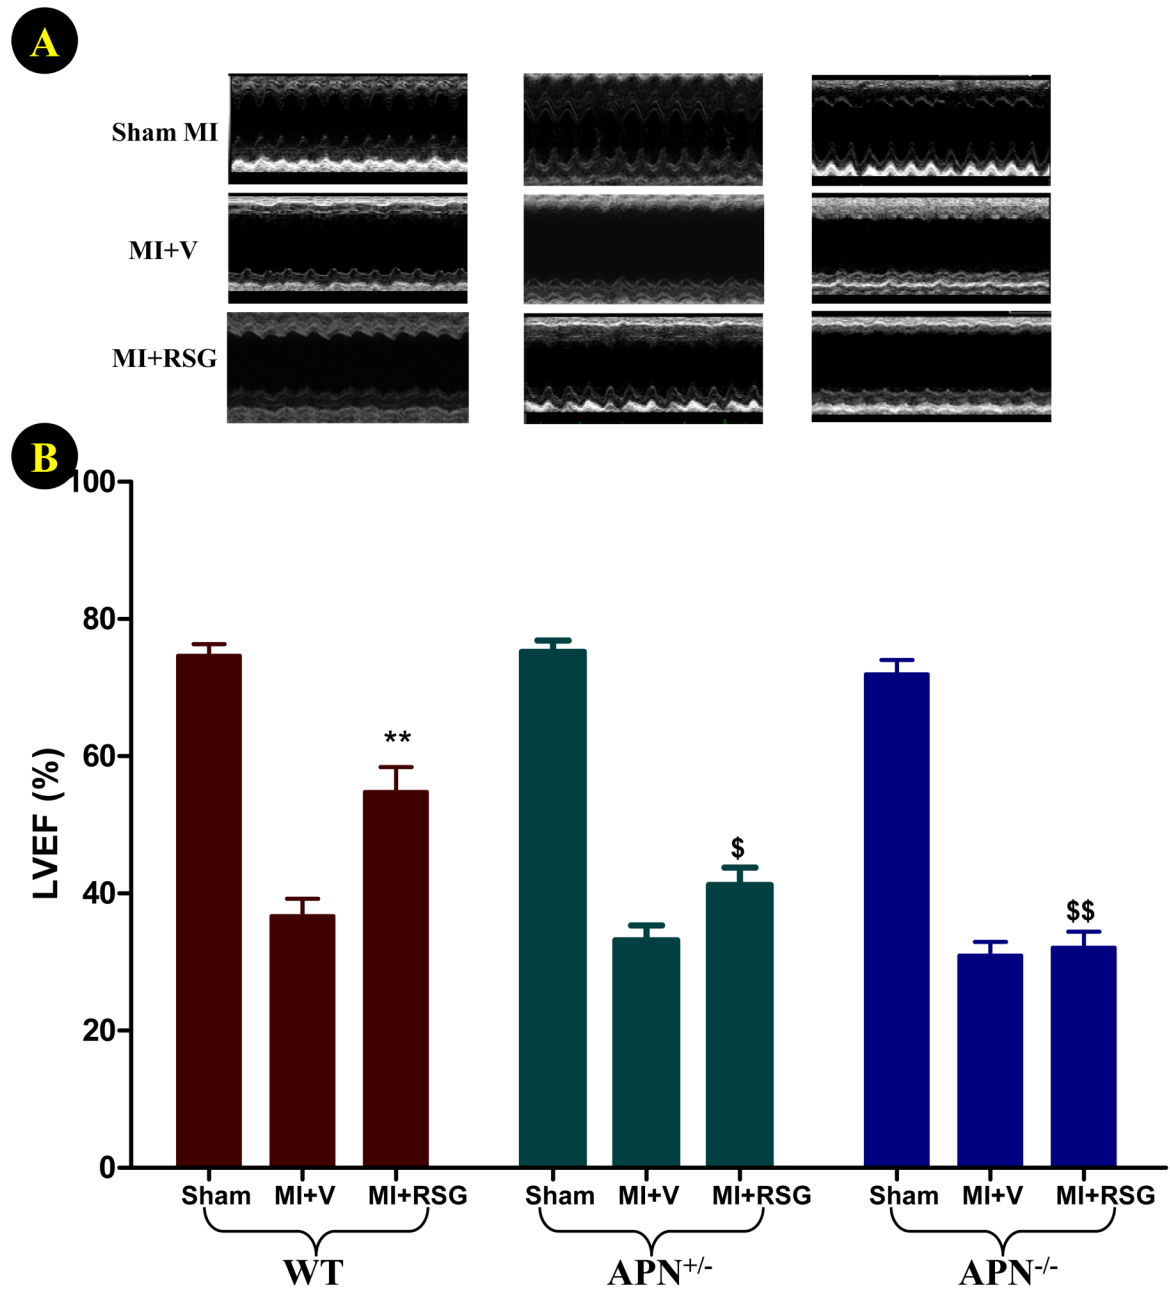 A
Sham MI
MI+V
MI+RSG
B
100
80
60
40
20
0
LVEF (%)
**
$
$$
Sham MI+V MI+RSG Sham MI+V MI+RSG Sham MI+V MI+RSG
WT APN+/- APN-/-